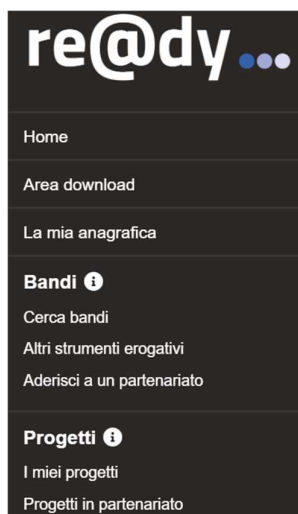 re@dy
Home
Area download
La mia anagrafica
Bandi
Cerca bandi
Altri strumenti erogativi
Aderisci a un partenariato
Progetti
I miei progetti
Progetti in partenariato